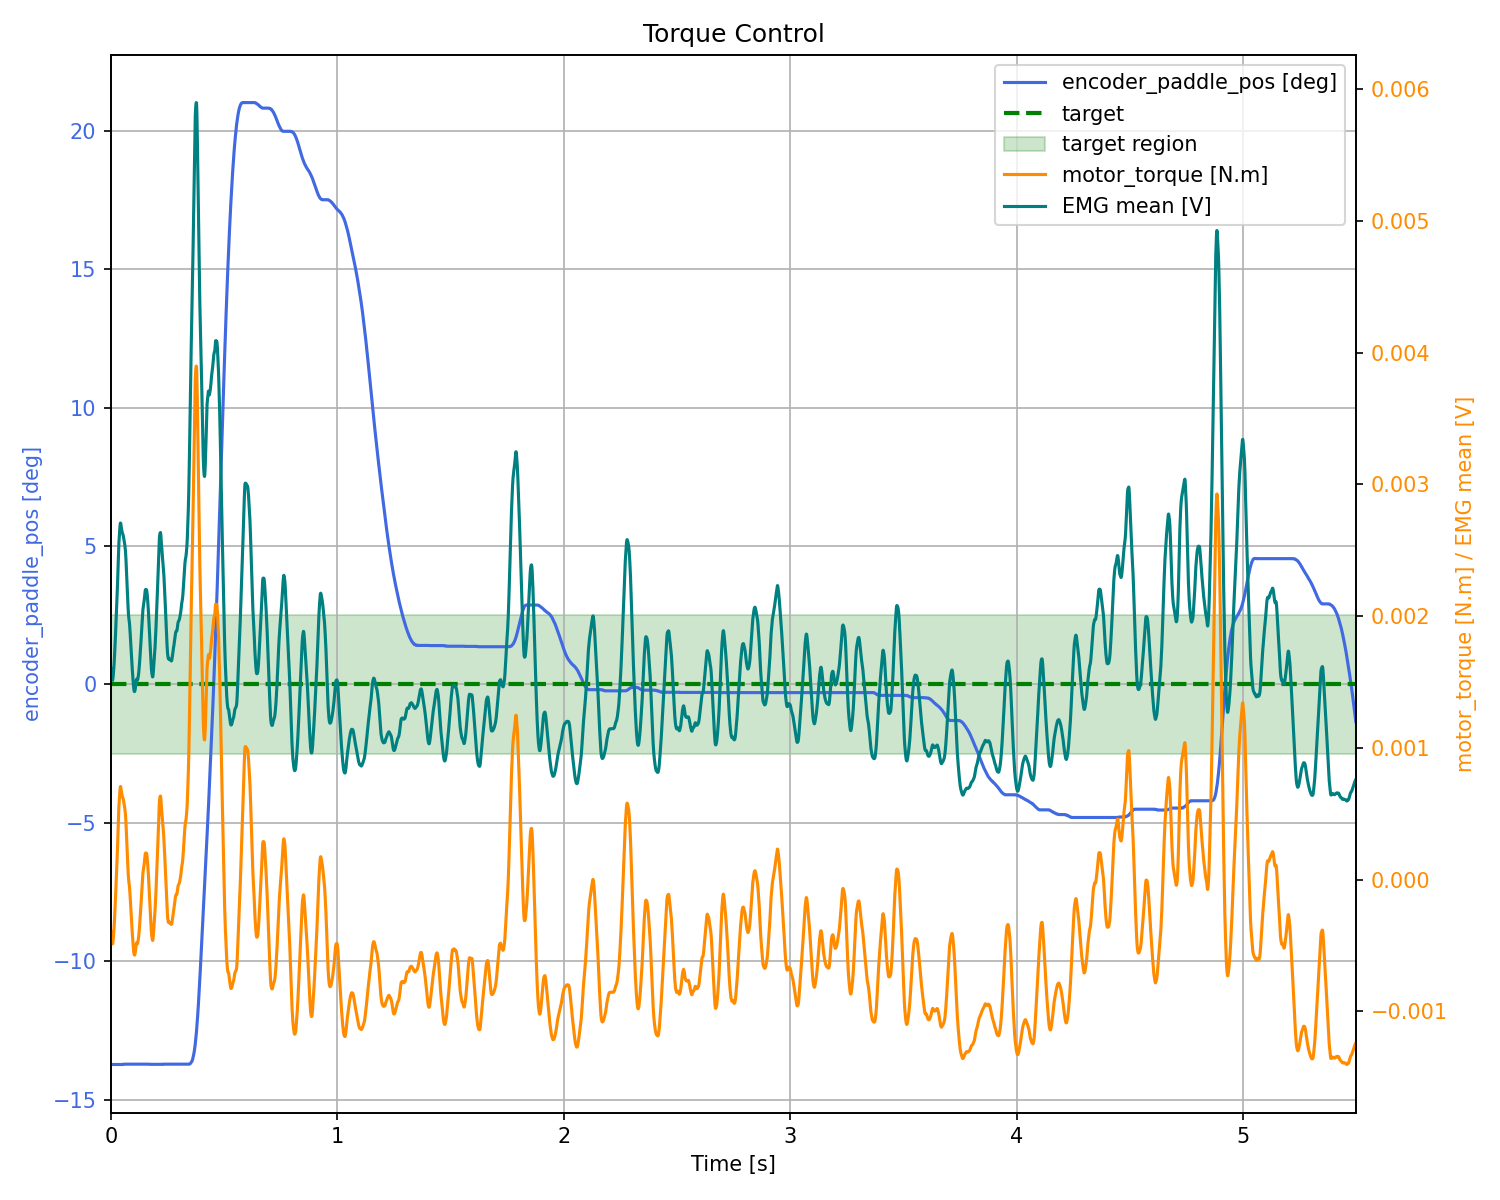 Torque Control
encoder_paddle_pos [deg]
target
target region
motor_torque [N.m]
EMG mean [V]
20
15
10
5
0
−5
−10
−15
encoder_paddle_pos [deg]
0.006
0.005
0.004
0.003
0.002
0.001
0.000
−0.001
motor_torque [N.m] / EMG mean [V]
0 1 2 3 4 5
Time [s]